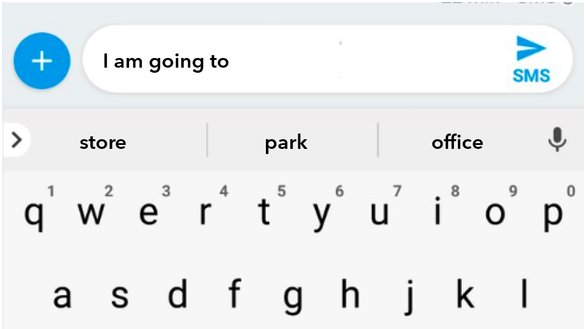 I am going to
SMS
store park office
1 2 3 4 5 6 7 8 9 0
q w e r t y u i o p
a s d f g h j k l